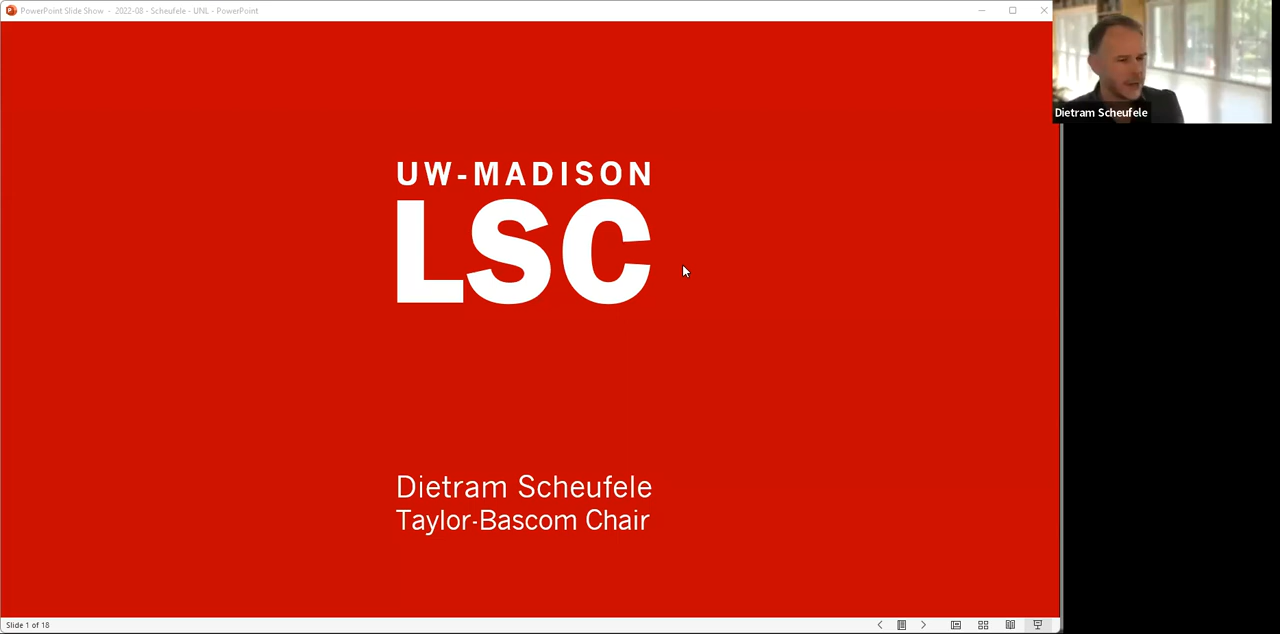 PowerPoint Slide Show - 2022-08 - Scheufele - UNL - PowerPoint
Dietram Scheufele
UW-MADISON
LSC
Dietram Scheufele
Taylor-Bascom Chair
Slide 1 of 18